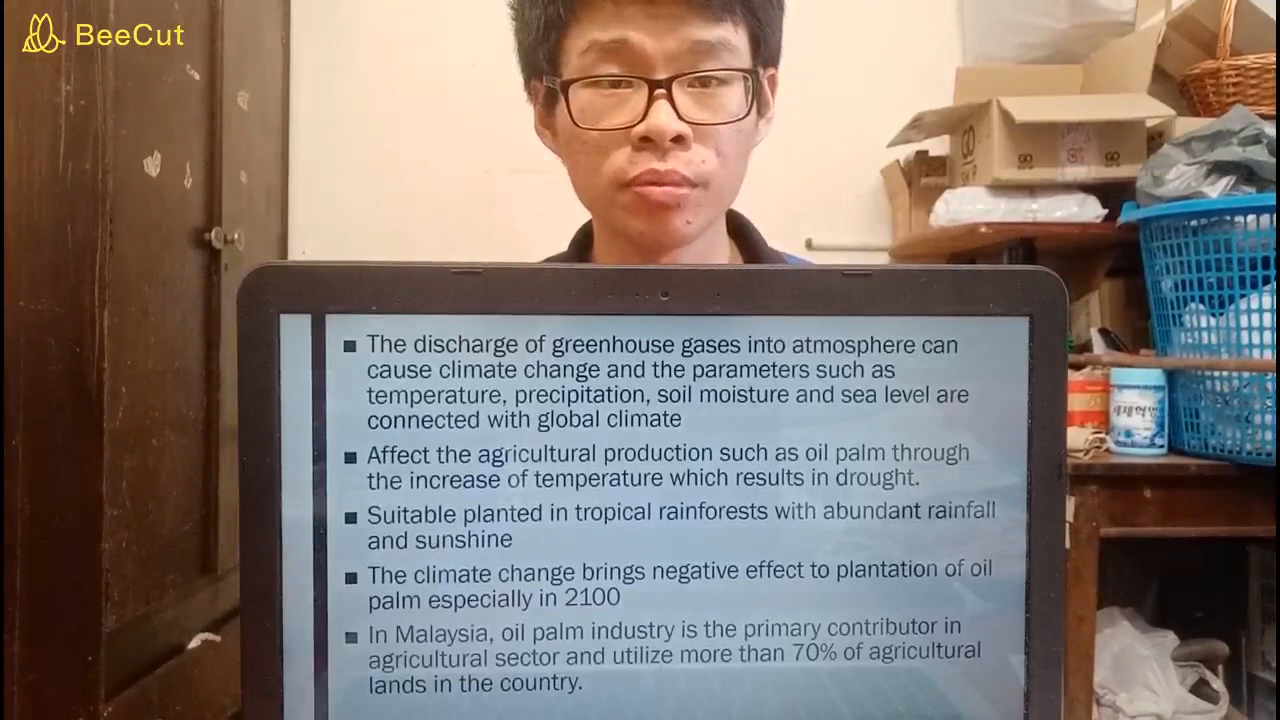 BeeCut
The discharge of greenhouse gases into atmosphere can
cause climate change and the parameters such as
temperature, precipitation, soil moisture and sea level are
connected with global climate
Affect the agricultural production such as oil palm through
the increase of temperature which results in drought.
Suitable planted in tropical rainforests with abundant rainfall
and sunshine
The climate change brings negative effect to plantation of oil
palm especially in 2100
In Malaysia, oil palm industry is the primary contributor in
agricultural sector and utilize more than 70% of agricultural
lands in the country.